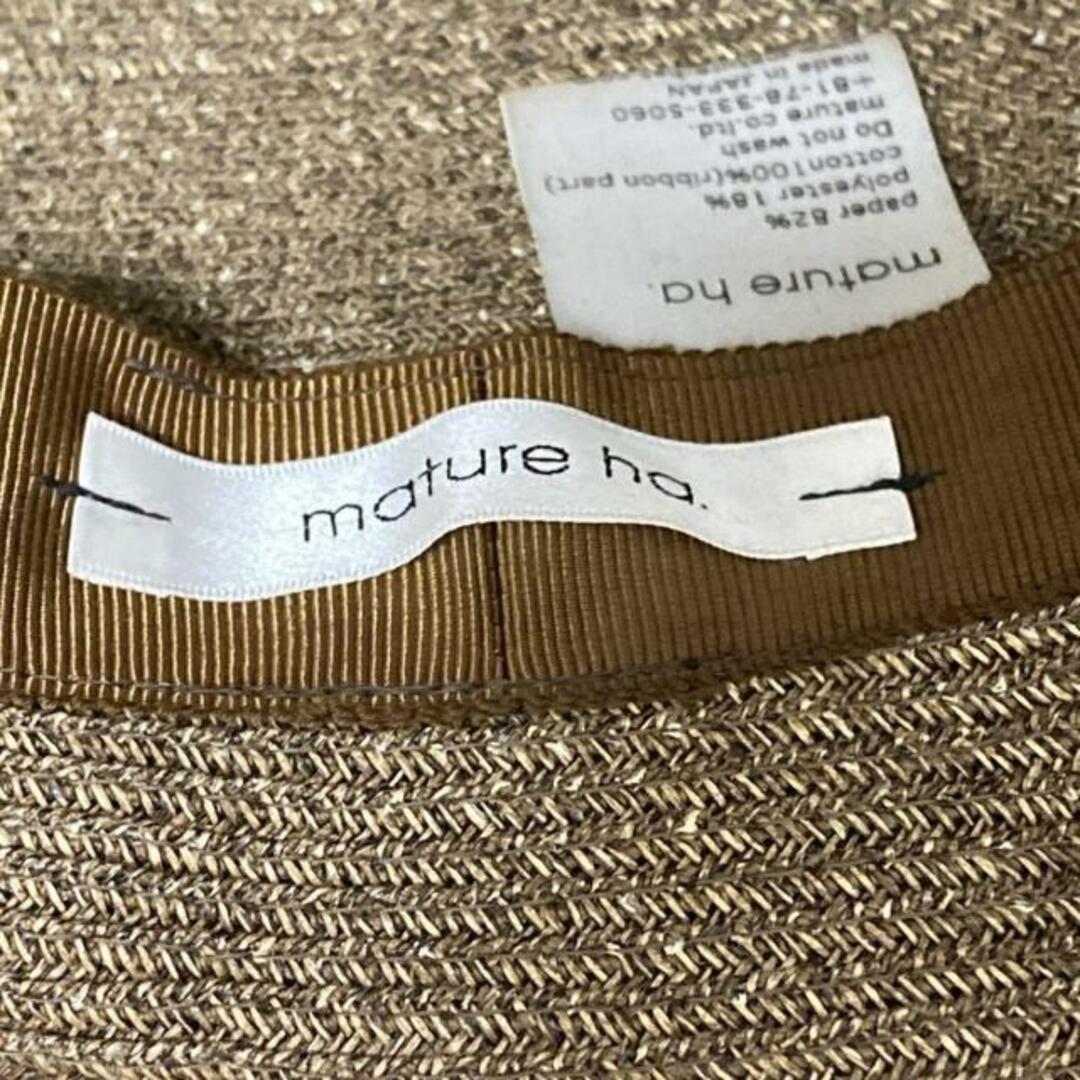 mature ha.
paper 82%
polyester 18%
cotton100%(ribbon part)
Do not wash
mature co.ltd.
+81-78-333-5060
made in JAPAN
mature ha.